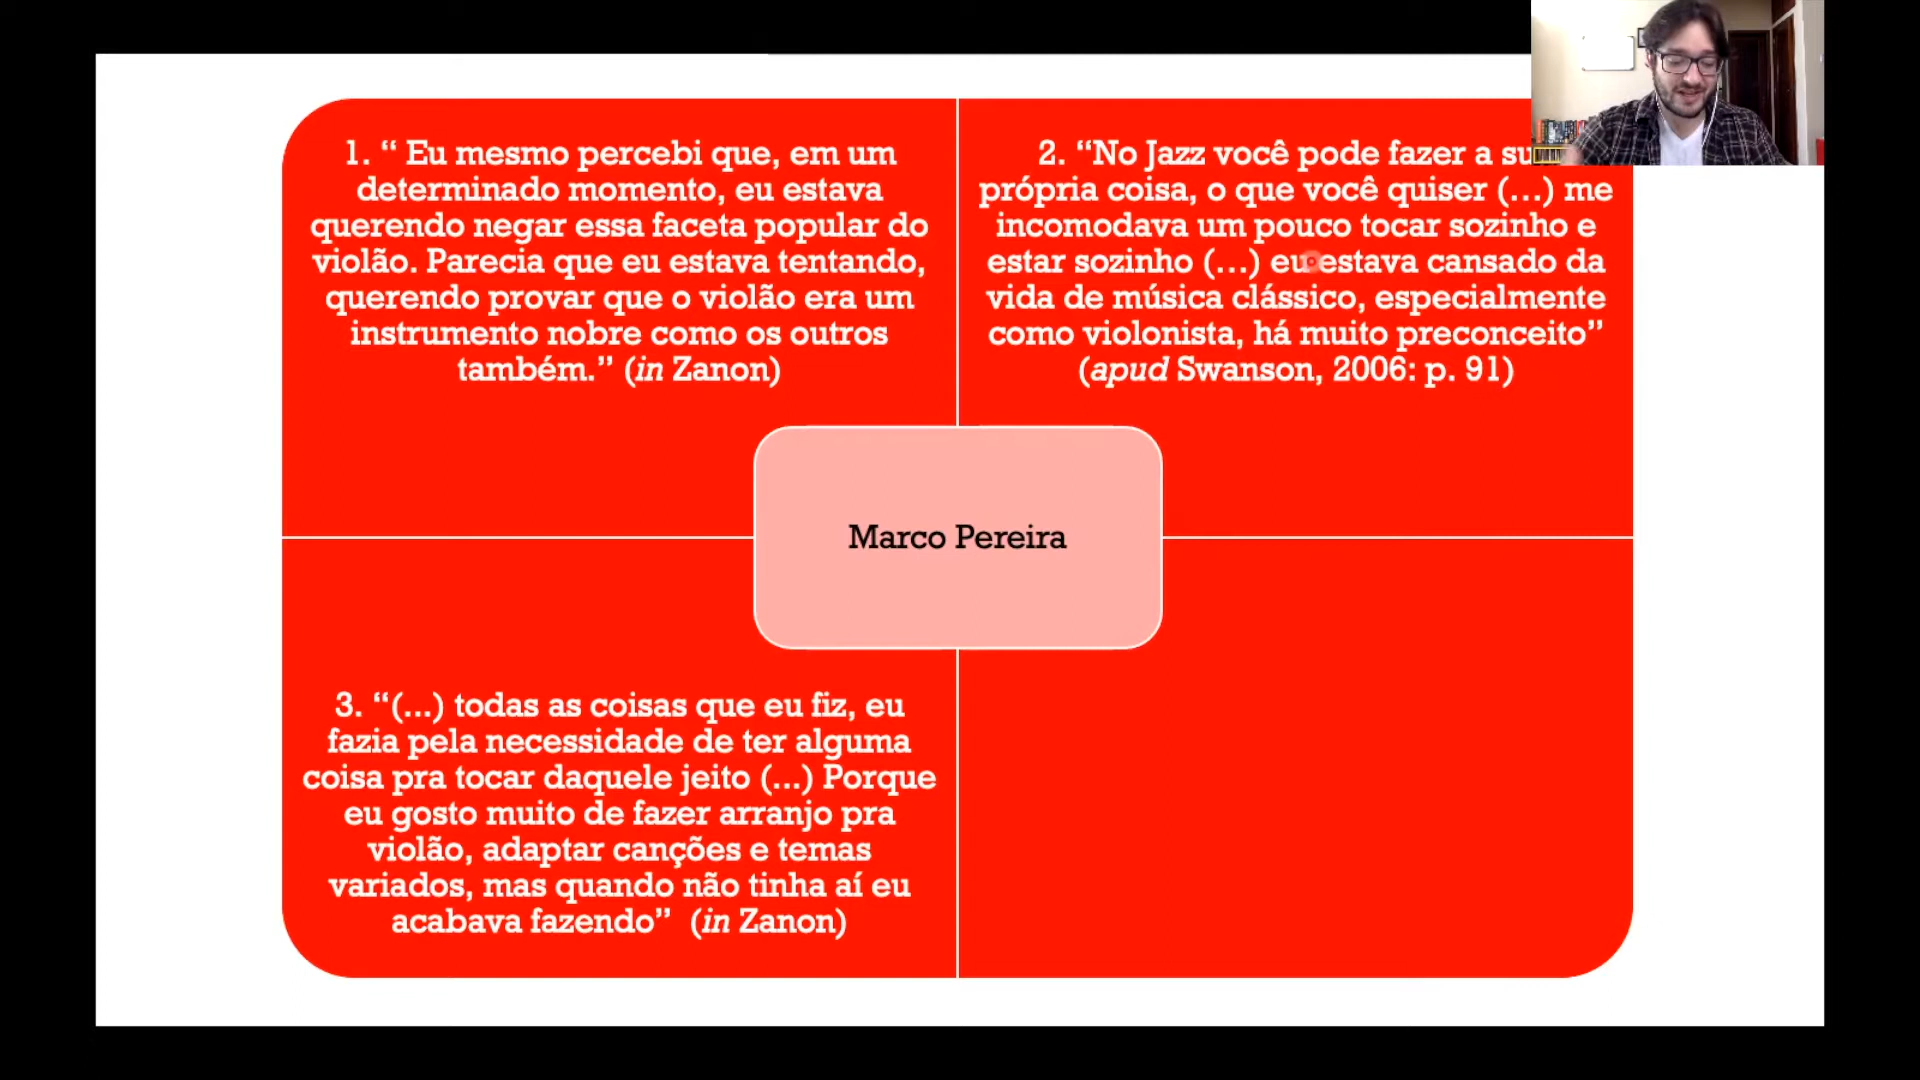 1. “ Eu mesmo percebi que, em um
determinado momento, eu estava
querendo negar essa faceta popular do
violão. Parecia que eu estava tentando,
querendo provar que o violão era um
instrumento nobre como os outros
também.” (in Zanon)
2. “No Jazz você pode fazer a su
própria coisa, o que você quiser (…) me
incomodava um pouco tocar sozinho e
estar sozinho (…) eu estava cansado da
vida de música clássico, especialmente
como violonista, há muito preconceito”
(apud Swanson, 2006: p. 91)
Marco Pereira
3. “(...) todas as coisas que eu fiz, eu
fazia pela necessidade de ter alguma
coisa pra tocar daquele jeito (...) Porque
eu gosto muito de fazer arranjo pra
violão, adaptar canções e temas
variados, mas quando não tinha aí eu
acabava fazendo” (in Zanon)